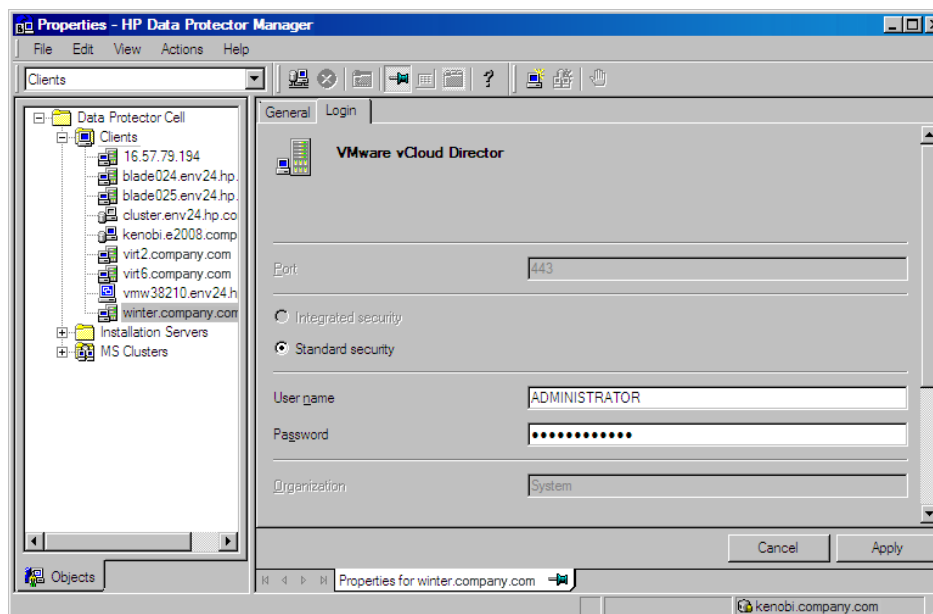 Properties - HP Data Protector Manager
File Edit View Actions Help
Clients
Data Protector Cell
Clients
16.57.79.194
blade024.env24.hp.
blade025.env24.hp.
cluster.env24.hp.co
kenobi.e2008.comp
virt2.company.com
virt6.company.com
vmw38210.env24.h
winter.company.com
Installation Servers
MS Clusters
Objects
General Login
VMware vCloud Director
Port 443
Integrated security
Standard security
User name ADMINISTRATOR
Password ●●●●●●●●●●●●
Organization System
Cancel Apply
Properties for winter.company.com
kenobi.company.com